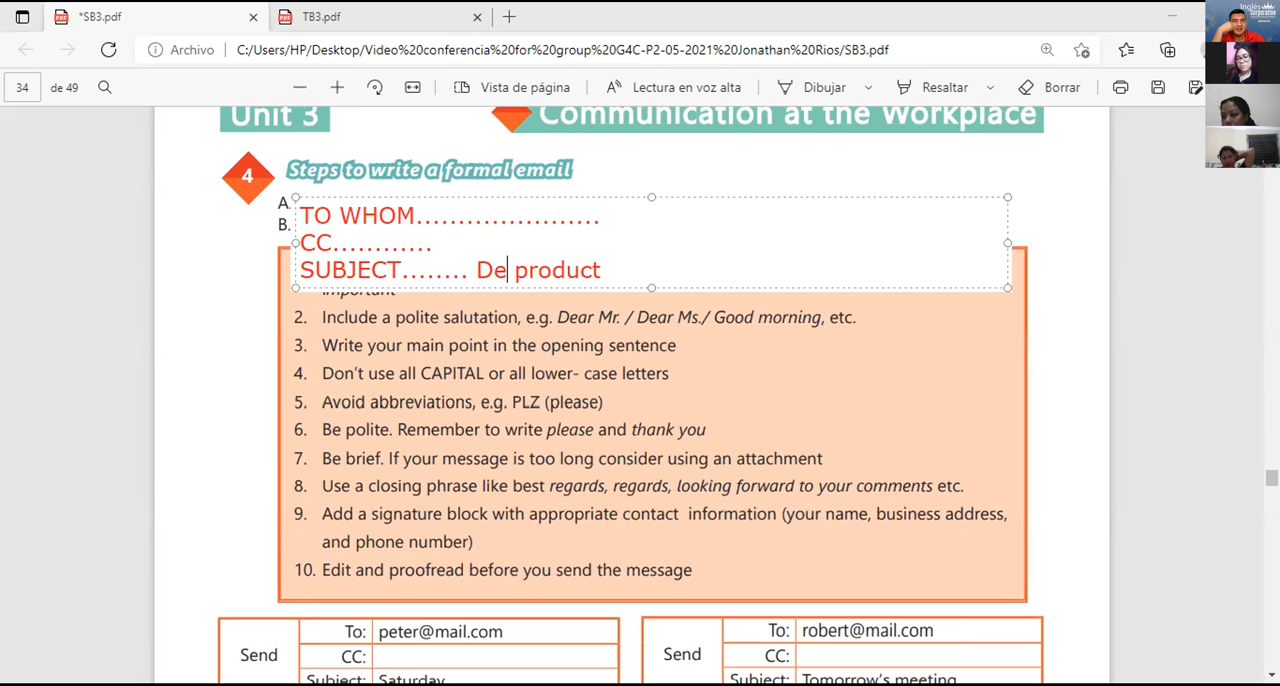 *SB3.pdf
TB3.pdf
Inglés
Corporativo
Archivo
C:/Users/HP/Desktop/Video%20conferencia%20for%20group%20G4C-P2-05-2021%20Jonathan%20Rios/SB3.pdf
34 de 49
Vista de página
Lectura en voz alta
Dibujar
Resaltar
Borrar
Unit 3
Communication at the Workplace
4 Steps to write a formal email
A.
B.
TO WHOM......................
CC............
SUBJECT........ De product
important
2. Include a polite salutation, e.g. Dear Mr. / Dear Ms./ Good morning, etc.
3. Write your main point in the opening sentence
4. Don't use all CAPITAL or all lower- case letters
5. Avoid abbreviations, e.g. PLZ (please)
6. Be polite. Remember to write please and thank you
7. Be brief. If your message is too long consider using an attachment
8. Use a closing phrase like best regards, regards, looking forward to your comments etc.
9. Add a signature block with appropriate contact information (your name, business address,
and phone number)
10. Edit and proofread before you send the message
Send
To: peter@mail.com
CC:
Subject: Saturday
Send
To: robert@mail.com
CC:
Subject: Tomorrow's meeting